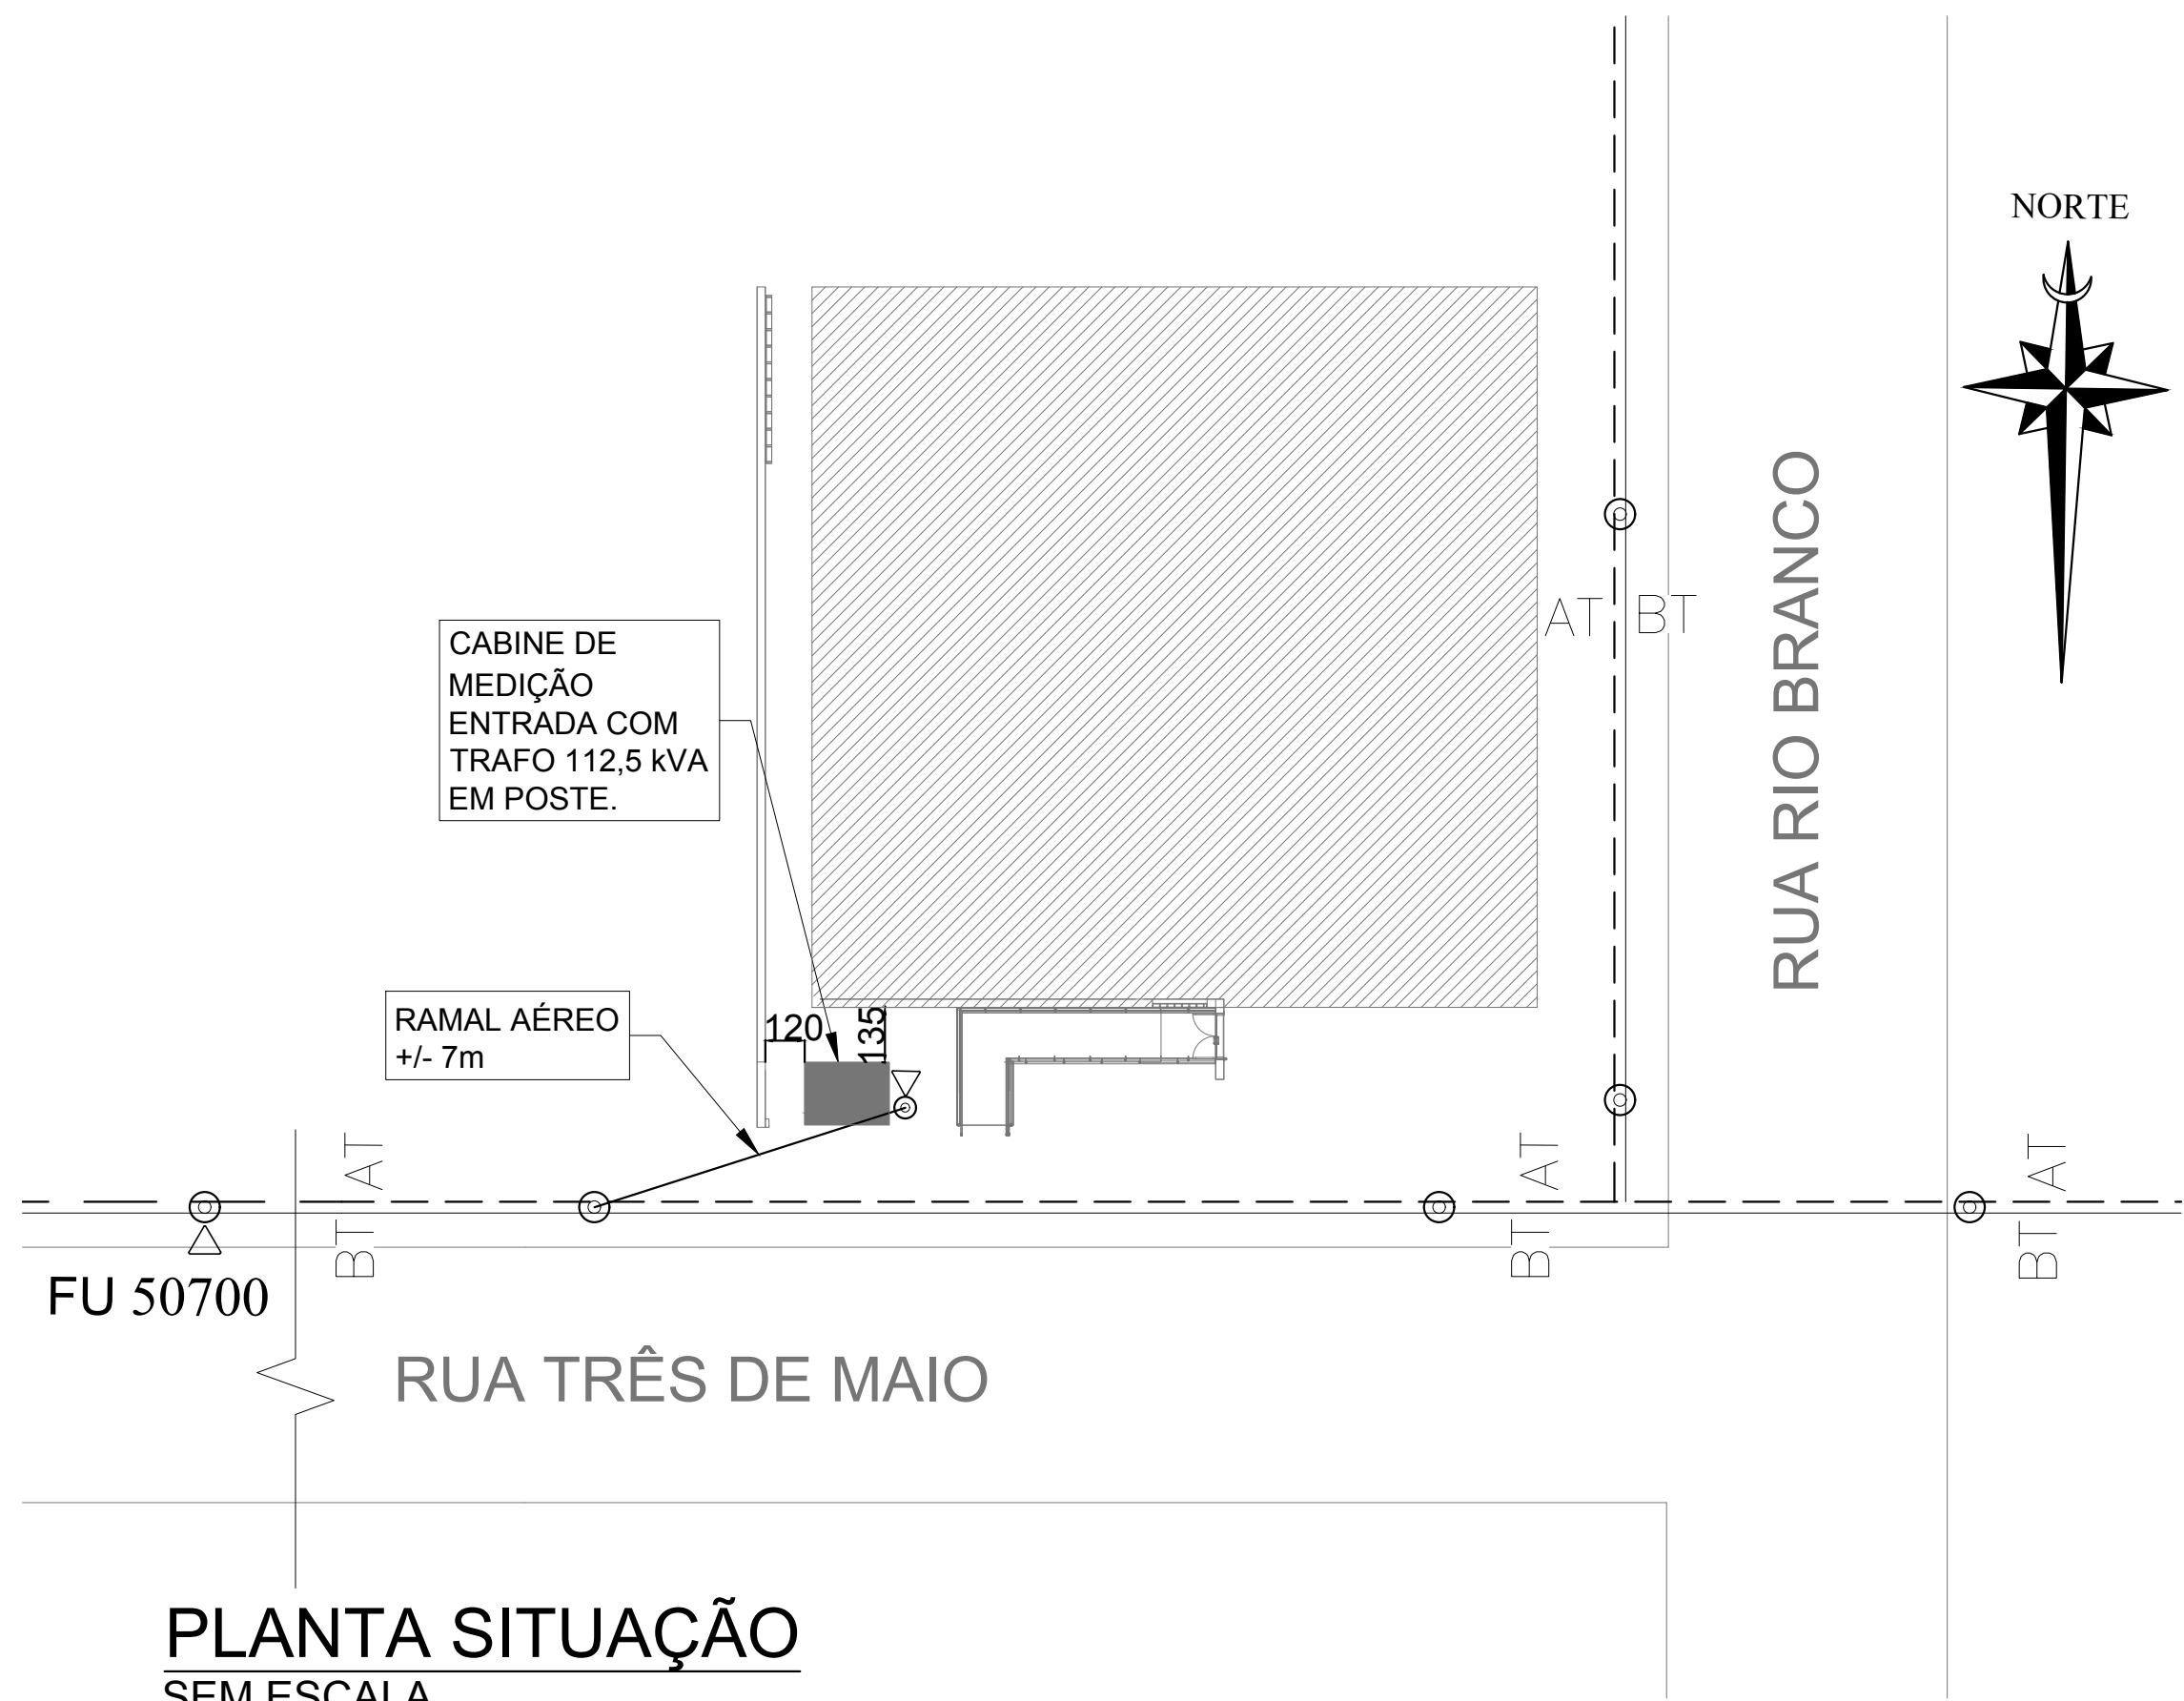 NORTE
RUA RIO BRANCO
AT
BT
CABINE DE
MEDIÇÃO
ENTRADA COM
TRAFO 112,5 kVA
EM POSTE.
RAMAL AÉREO
+/- 7m
120
135
AT
BT
AT
BT
AT
BT
FU 50700
RUA TRÊS DE MAIO
PLANTA SITUAÇÃO
SEM ESCALA